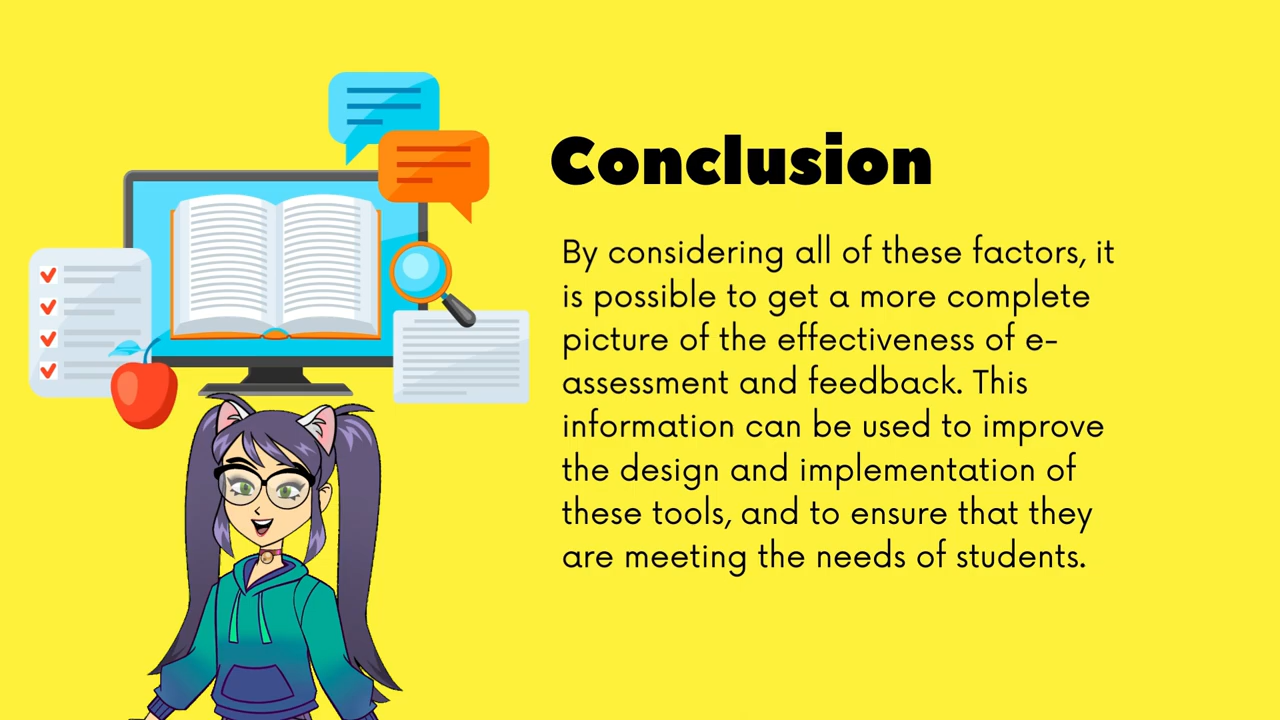 Conclusion
By considering all of these factors, it
is possible to get a more complete
picture of the effectiveness of e-
assessment and feedback. This
information can be used to improve
the design and implementation of
these tools, and to ensure that they
are meeting the needs of students.